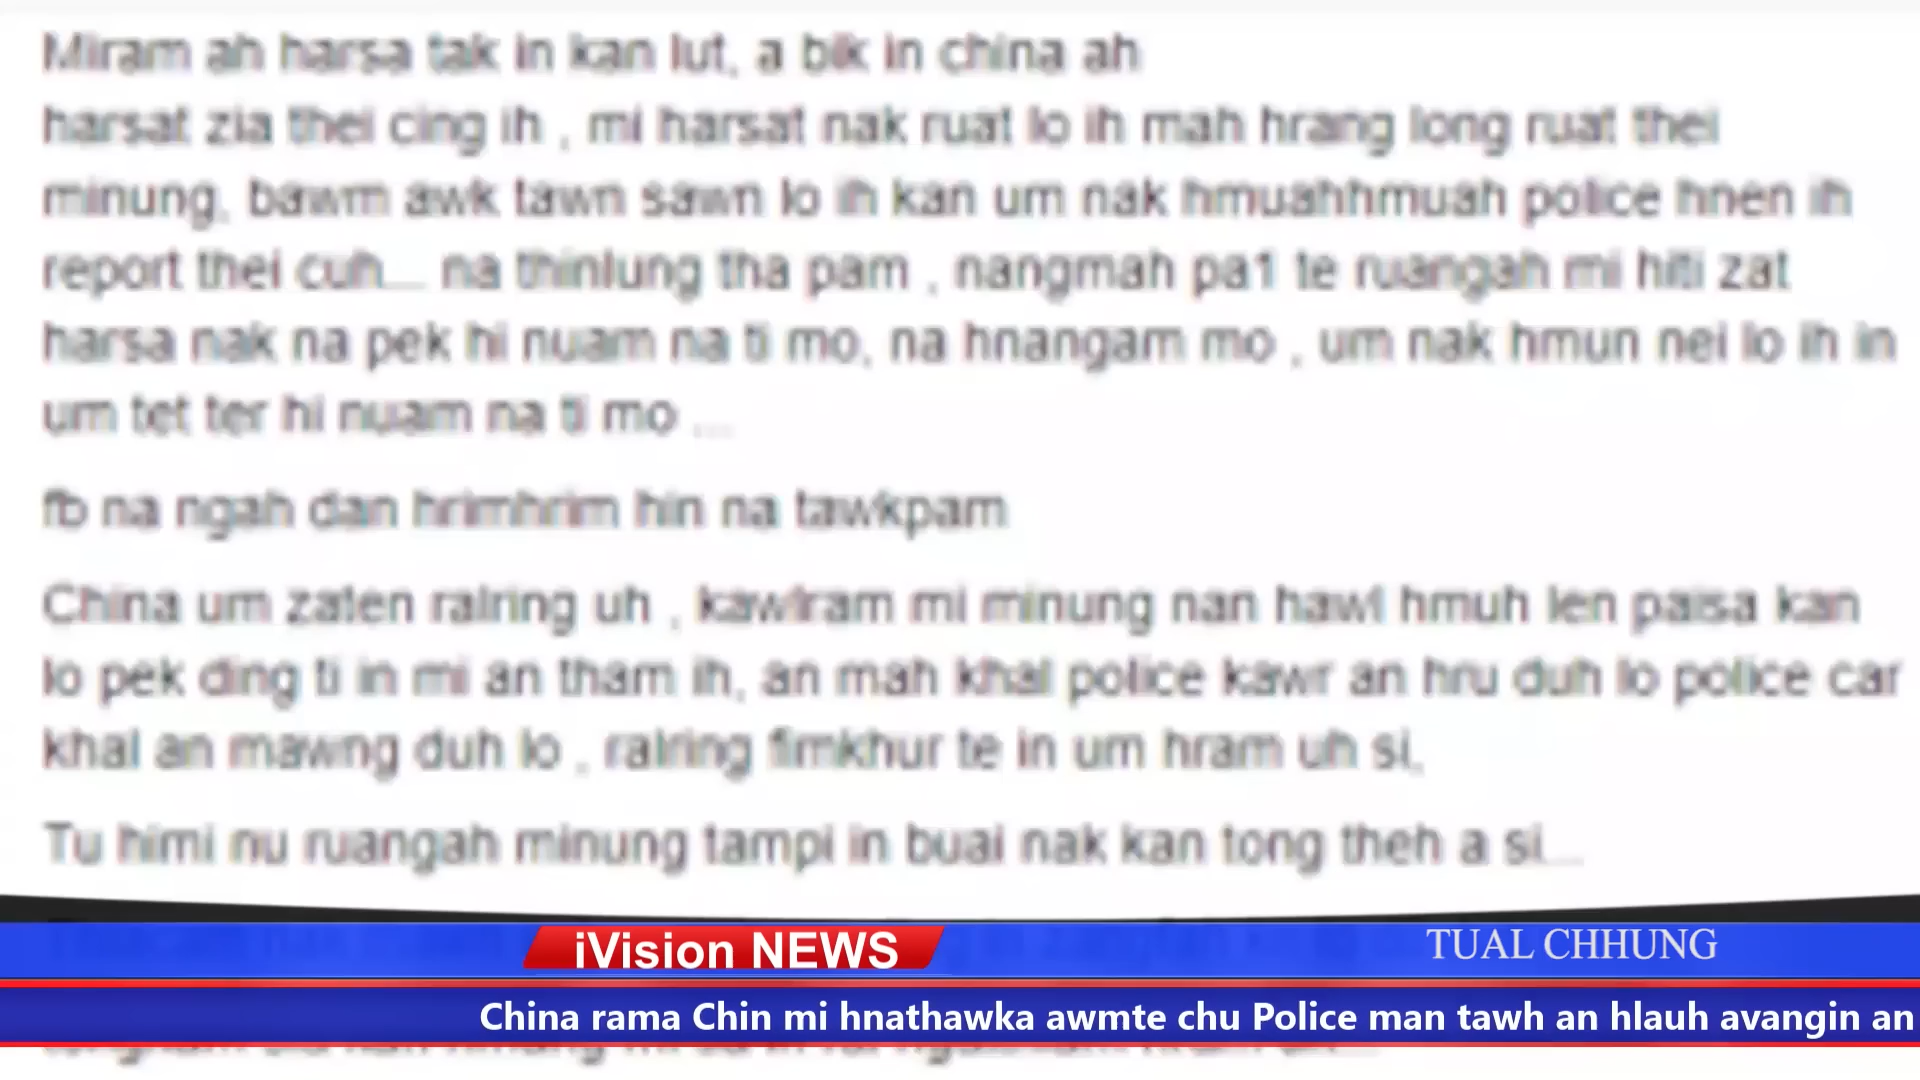 Miram ah harsa tak in kan lut, a bik in china ah
harsat zia thei cing ih , mi harsat nak ruat lo ih mah hrang long ruat thei
minung, bawm awk tawn sawn lo ih kan um nak hmuahhmuah police hnen ih
report thei cuh.... na thinlung tha pam , nangmah pa1 te ruangah mi hiti zat
harsa nak na pek hi nuam na ti mo, na hnangam mo , um nak hmun nei lo ih in
um tet ter hi nuam na ti mo ...
fb na ngah dan hrimhrim hin na tawkpam
China um zaten ralring uh , kawlram mi minung nan hawl hmuh len paisa kan
lo pek ding ti in mi an tham ih, an mah khal police kawr an hru duh lo police car
khal an mawng duh lo , ralring fimkhur te in um hram uh si,
Tu himi nu ruangah minung tampi in buai nak kan tong theh a si....
iVision NEWS
TUAL CHHUNG
China rama Chin mi hnathawka awmte chu Police man tawh an hlauh avangin an